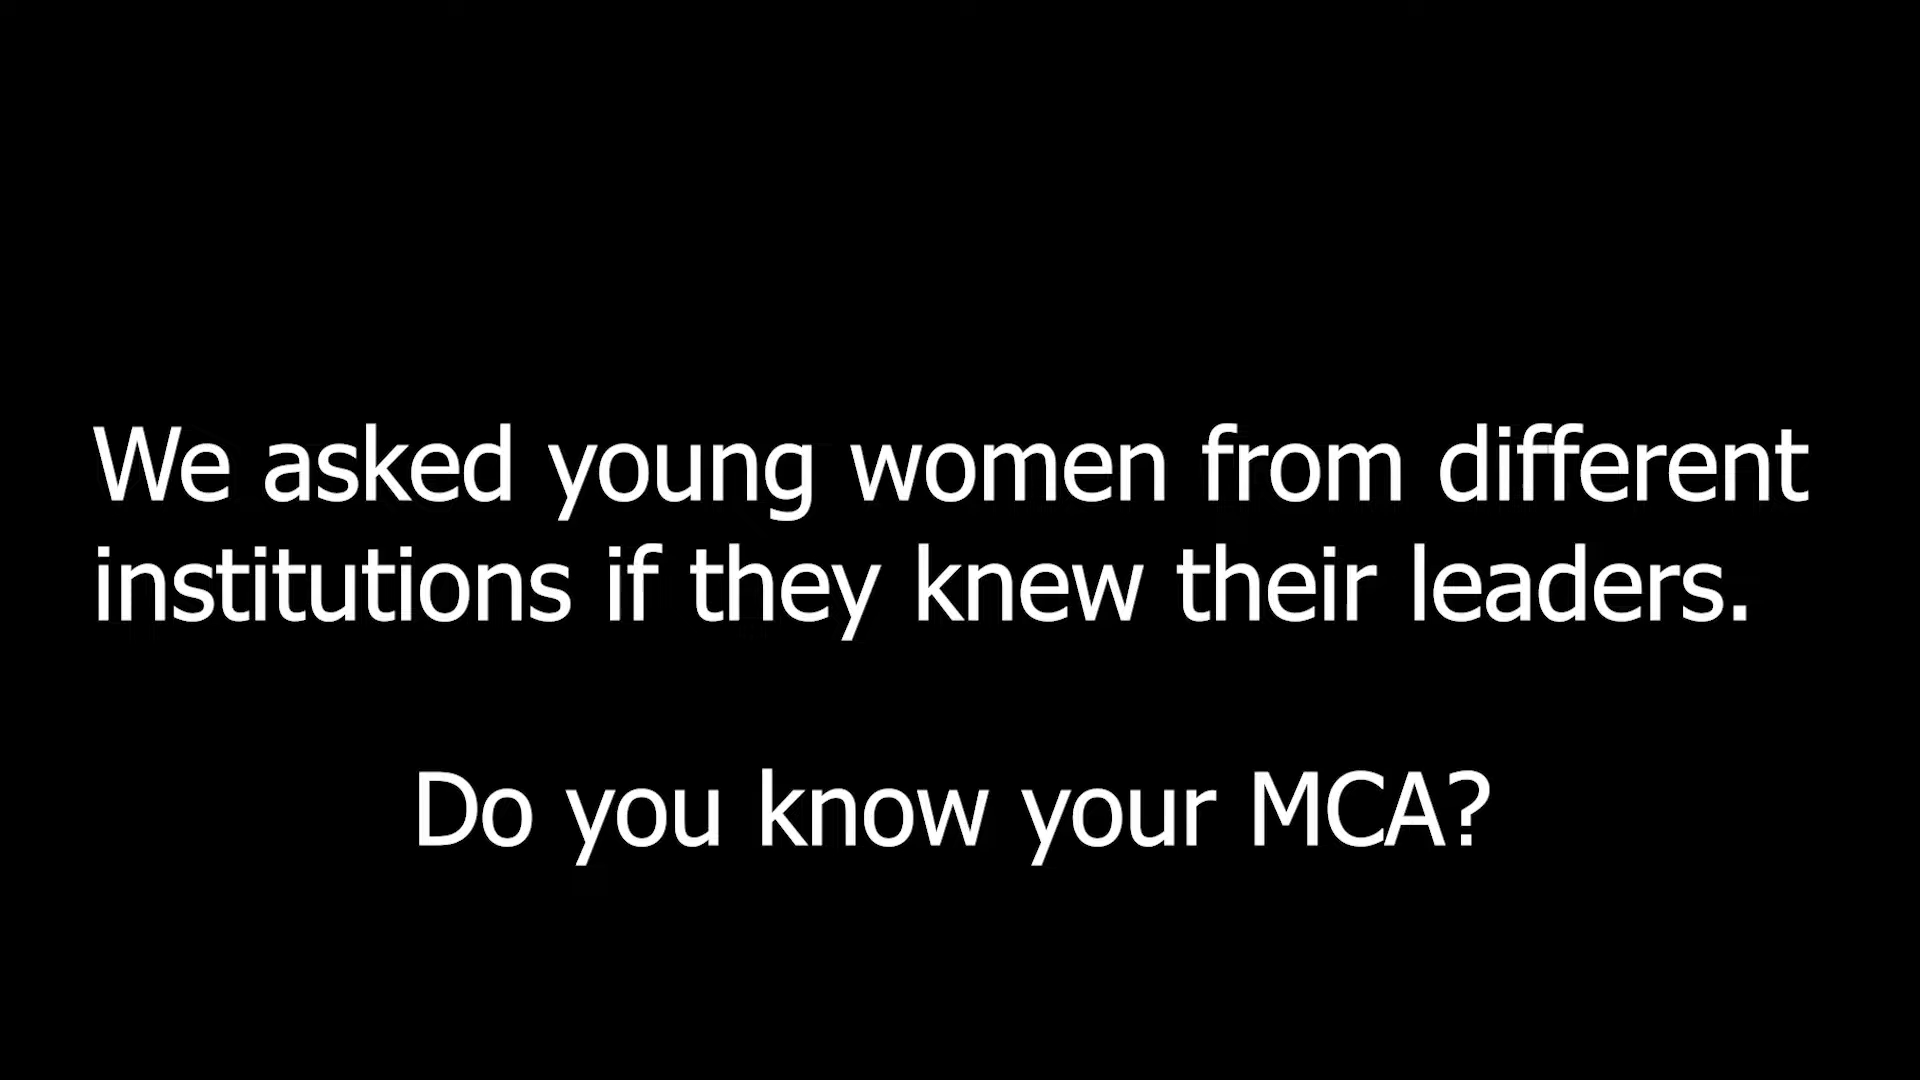 We asked young women from different
institutions if they knew their leaders.
Do you know your MCA?